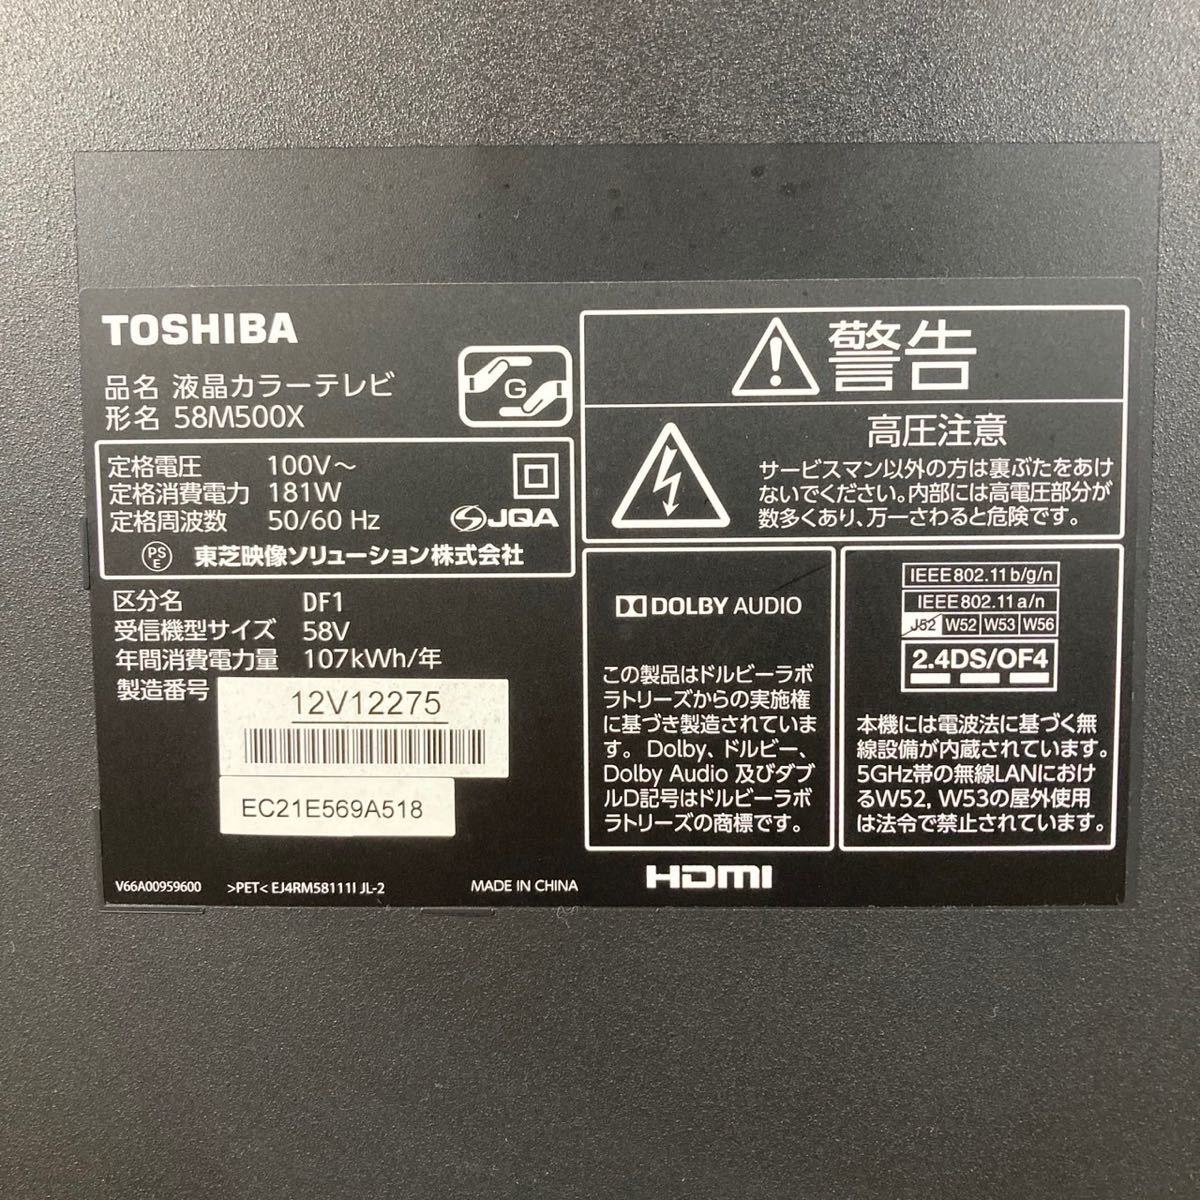 TOSHIBA
品名 液晶カラーテレビ
形名 58M500X
G
定格電圧 100V～
定格消費電力 181W
定格周波数 50/60 Hz
JQA
PS
E
東芝映像ソリューション株式会社
区分名 DF1
受信機型サイズ 58V
年間消費電力量 107kWh/年
製造番号
12V12275
EC21E569A518
V66A00959600 >PET< EJ4RM58111I JL-2 MADE IN CHINA
警告
高圧注意
サービスマン以外の方は裏ぶたをあけ
ないでください。内部には高電圧部分が
数多くあり、万一さわると危険です。
DOLBY AUDIO
この製品はドルビーラボ
ラトリーズからの実施権
に基づき製造されていま
す。Dolby、ドルビー、
Dolby Audio 及びダブ
ルD記号はドルビーラボ
ラトリーズの商標です。
IEEE802.11b/g/n
IEEE802.11a/n
J52 W52 W53 W56
2.4DS/OF4
本機には電波法に基づく無
線設備が内蔵されています。
5GHz帯の無線LANにおけ
るW52, W53の屋外使用
は法令で禁止されています。
HDMI